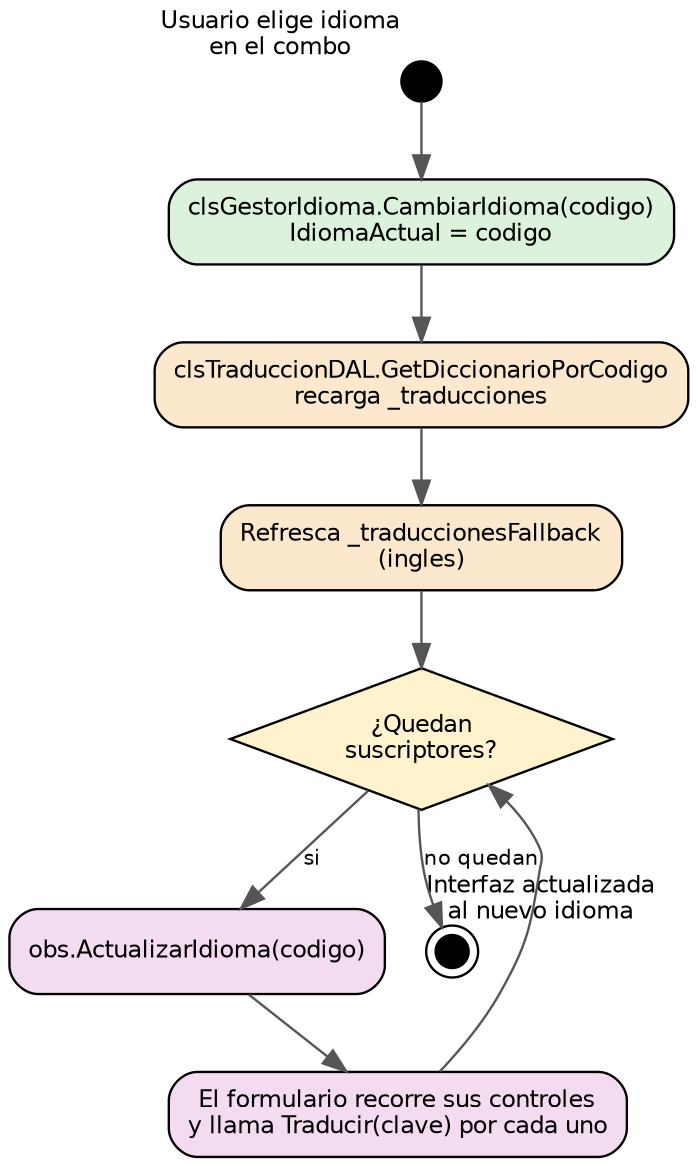 Usuario elige idioma
en el combo
clsGestorIdioma.CambiarIdioma(codigo)
IdiomaActual = codigo
clsTraduccionDAL.GetDiccionarioPorCodigo
recarga _traducciones
Refresca _traduccionesFallback
(ingles)
¿Quedan
suscriptores?
si
no quedan
Interfaz actualizada
al nuevo idioma
obs.ActualizarIdioma(codigo)
El formulario recorre sus controles
y llama Traducir(clave) por cada uno